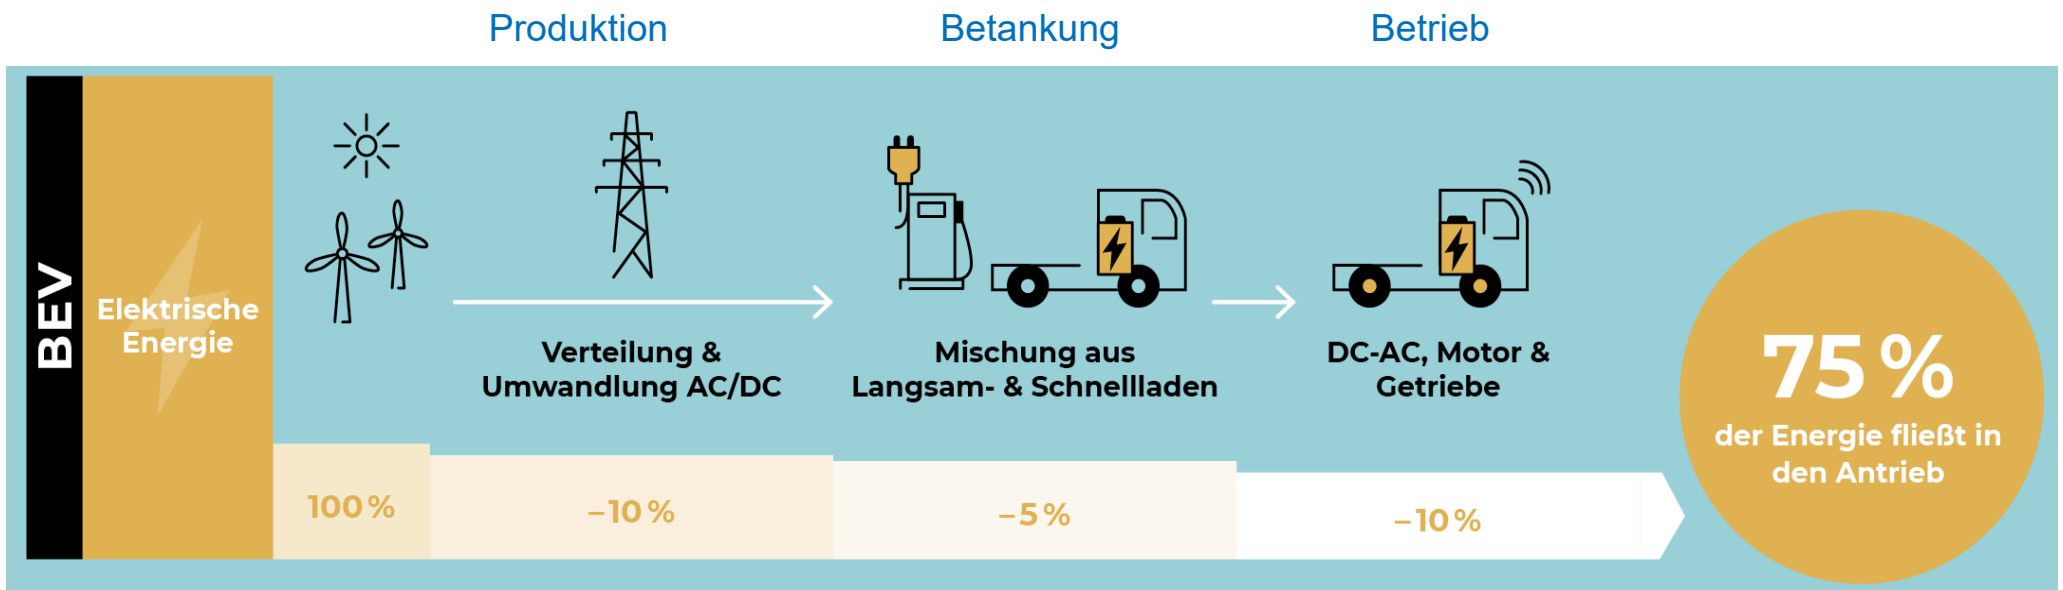 Produktion
Betankung
Betrieb
BEV
Elektrische
Energie
Verteilung &
Umwandlung AC/DC
Mischung aus
Langsam- & Schnellladen
DC-AC, Motor &
Getriebe
100 %
–10 %
–5 %
–10 %
75 %
der Energie fließt in
den Antrieb